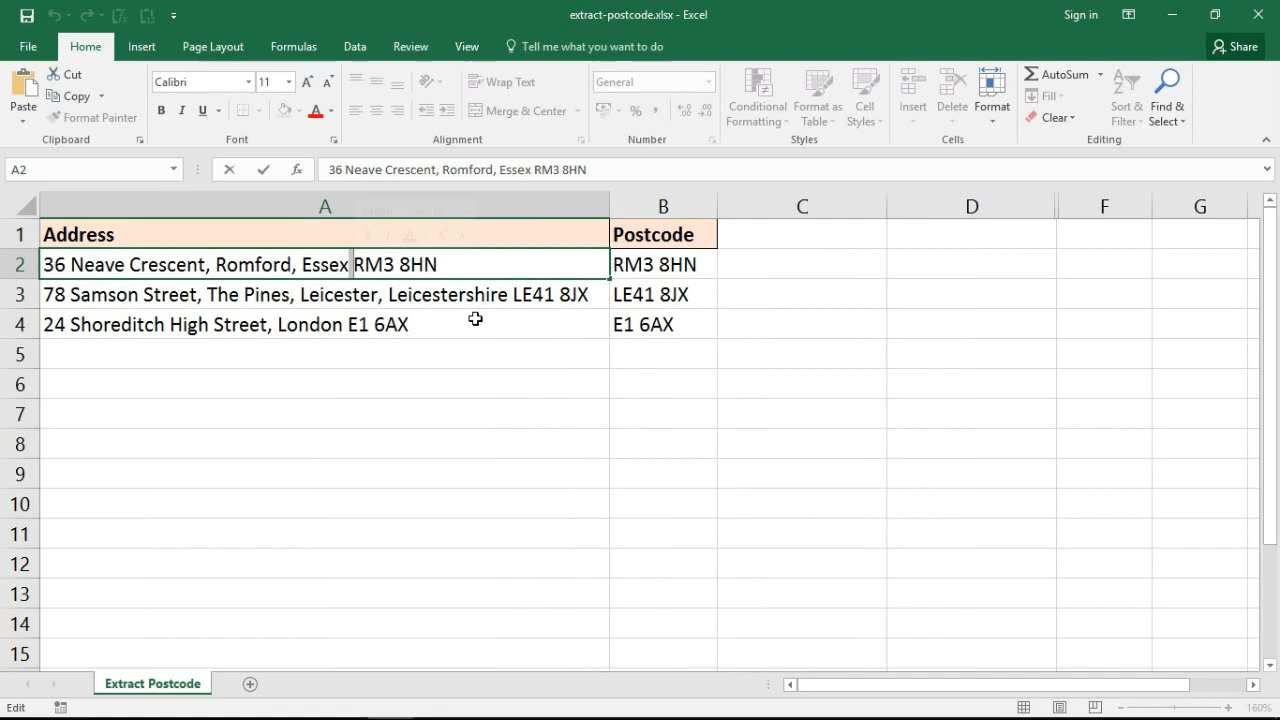 extract-postcode.xlsx - Excel
Sign in
File Home Insert Page Layout Formulas Data Review View Tell me what you want to do
Share
Paste
Cut
Copy
Format Painter
Clipboard
Calibri 11
B I U
Font
Wrap Text
Merge & Center
Alignment
General
Number
Conditional Formatting
Format as Table
Cell Styles
Styles
Insert
Delete
Format
Cells
AutoSum
Fill
Clear
Sort & Filter
Find & Select
Editing
A2
fx
36 Neave Crescent, Romford, Essex RM3 8HN
A B C D F G
1 Address Postcode
2 36 Neave Crescent, Romford, Essex RM3 8HN RM3 8HN
3 78 Samson Street, The Pines, Leicester, Leicestershire LE41 8JX LE41 8JX
4 24 Shoreditch High Street, London E1 6AX E1 6AX
5
6
7
8
9
10
11
12
13
14
15
Extract Postcode
Edit
160%